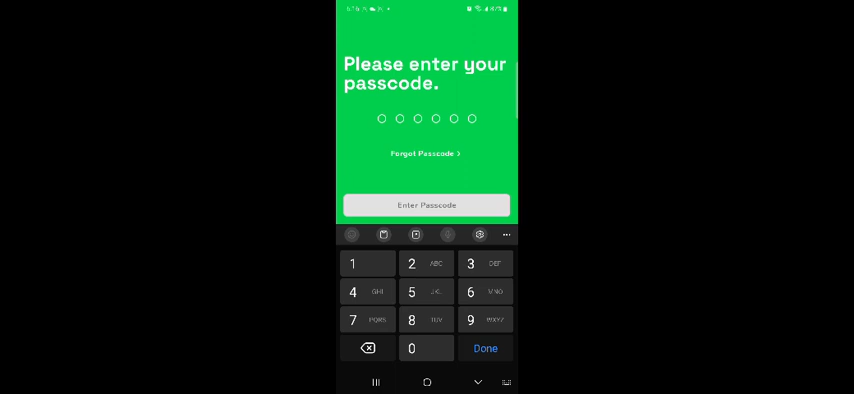 Please enter your
passcode.
Forgot Passcode >
Enter Passcode
1
2 ABC
3 DEF
4 GHI
5 JKL
6 MNO
7 PQRS
8 TUV
9 WXYZ
0
Done